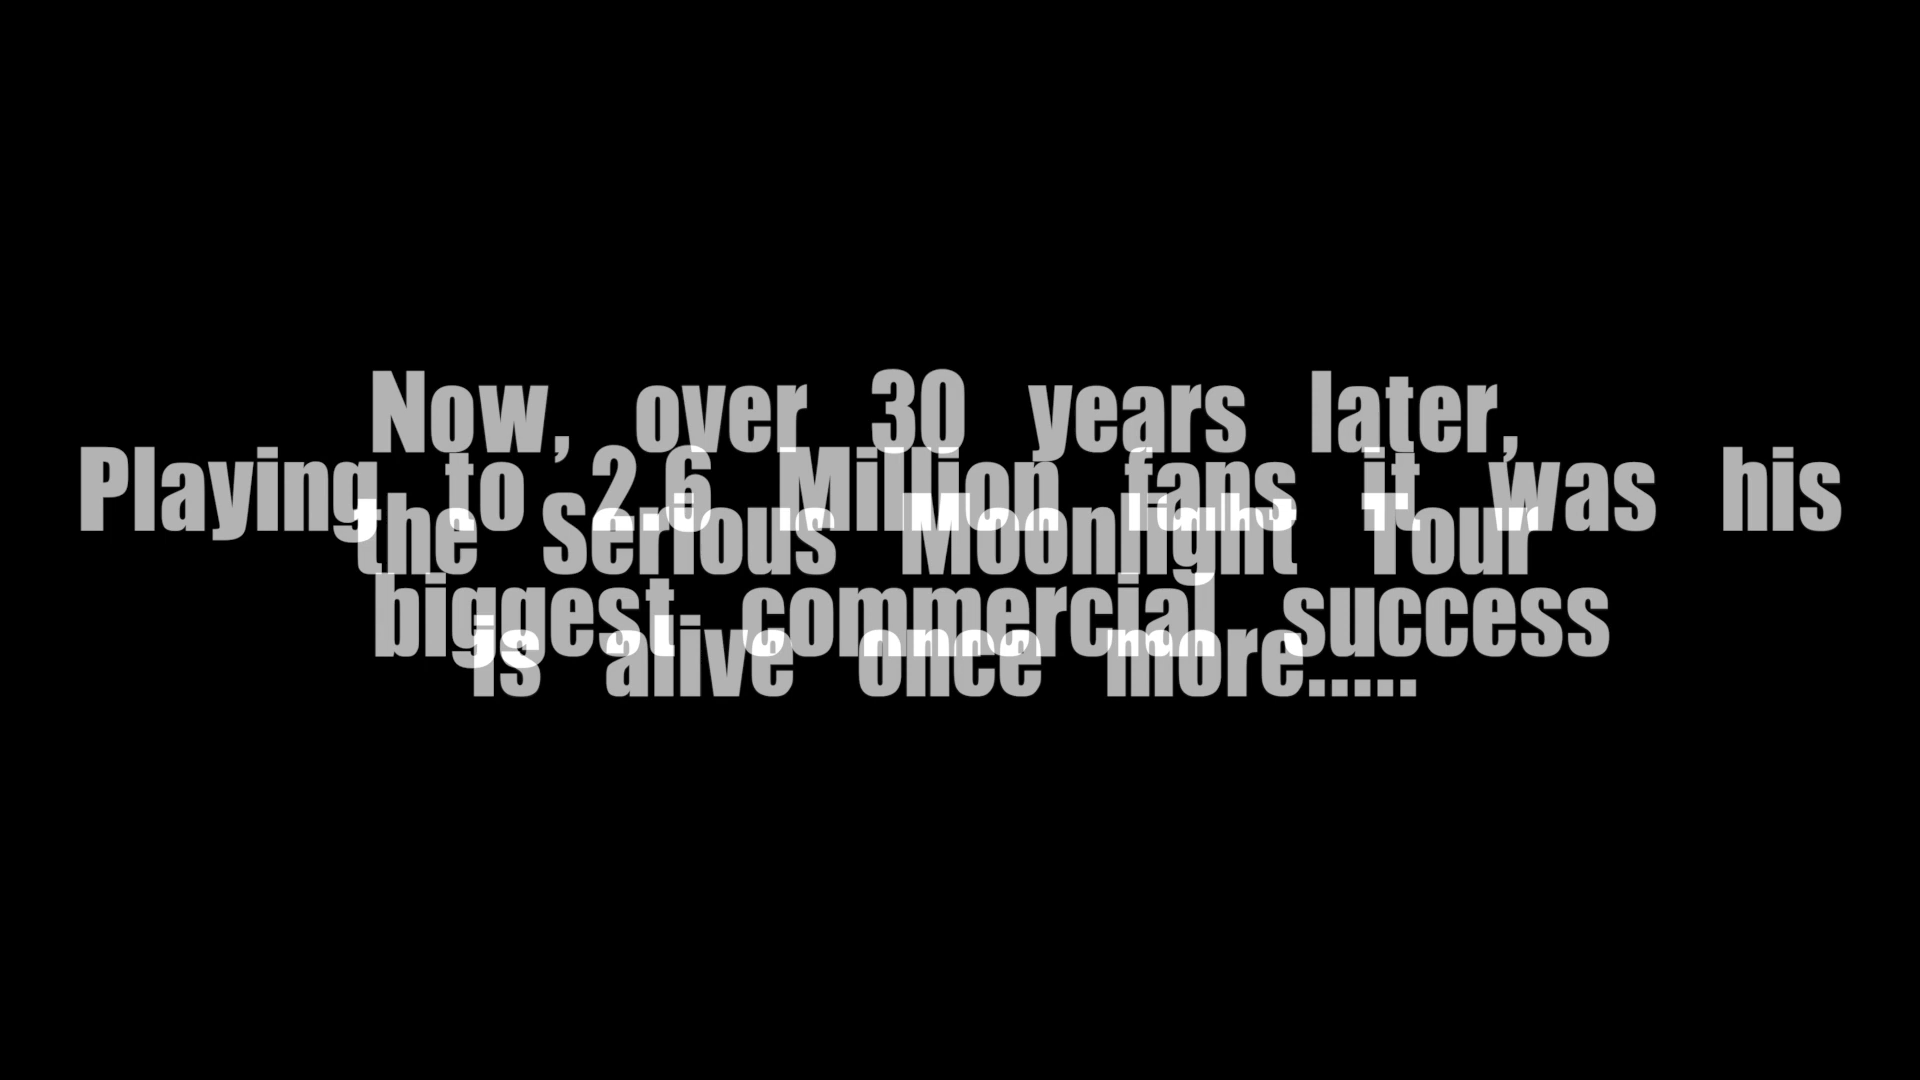 Now, over 30 years later,
Playing to 2.6 Million fans it was his
the Serious Moonlight Tour
biggest commercial success
is alive once more.....